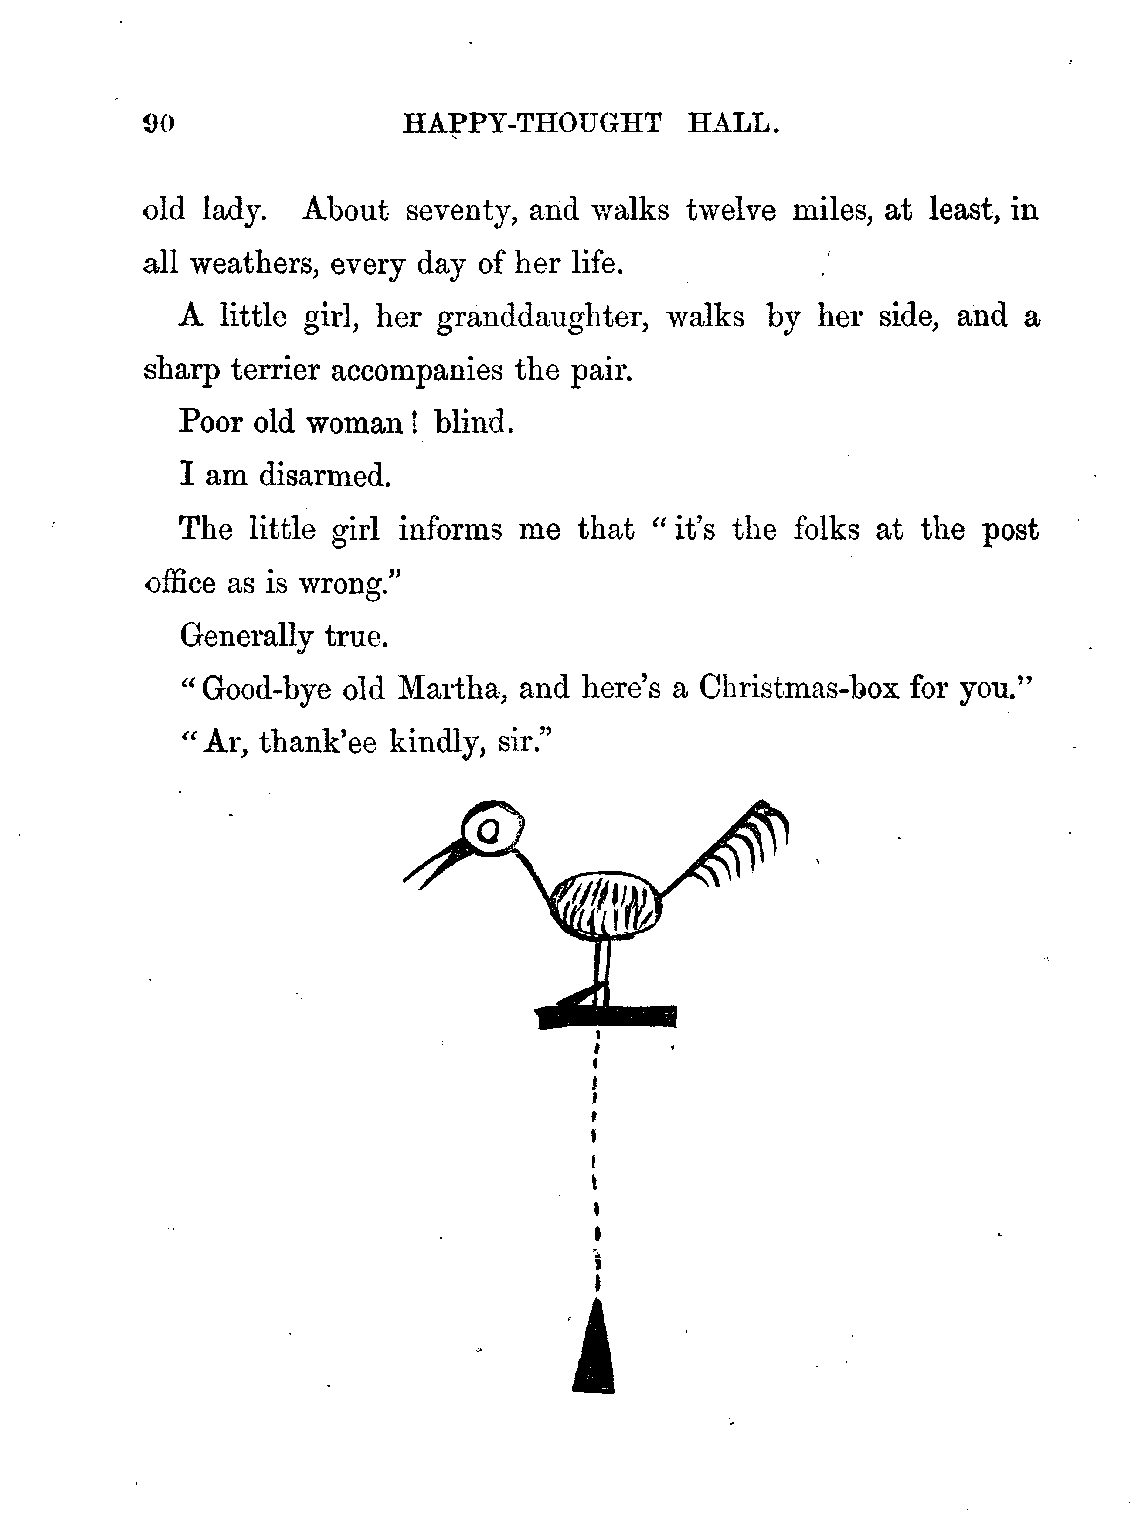 90 HAPPY-THOUGHT HALL.
old lady. About seventy, and walks twelve miles, at least, in
all weathers, every day of her life.
A little girl, her granddaughter, walks by her side, and a
sharp terrier accompanies the pair.
Poor old woman! blind.
I am disarmed.
The little girl informs me that "it's the folks at the post
office as is wrong."
Generally true.
"Good-bye old Martha, and here's a Christmas-box for you."
"Ar, thank'ee kindly, sir."